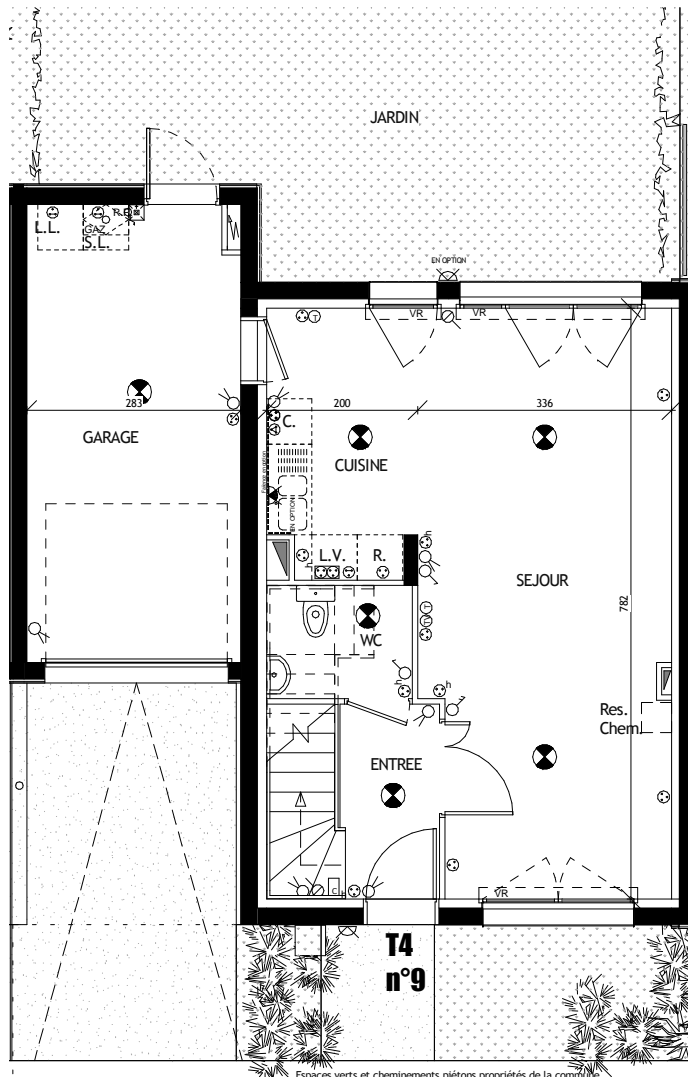 JARDIN
EN OPTION
L.L.
GAZ
S.L.
VR
VR
T
283
200
336
C.
GARAGE
CUISINE
EN OPTION
L.V.
R.
h
h
SEJOUR
782
T
TV
WC
h
h
Res.
Chem.
ENTREE
C
VR
T4
n°9
Espaces verts et cheminements piétons propriétés de la commune